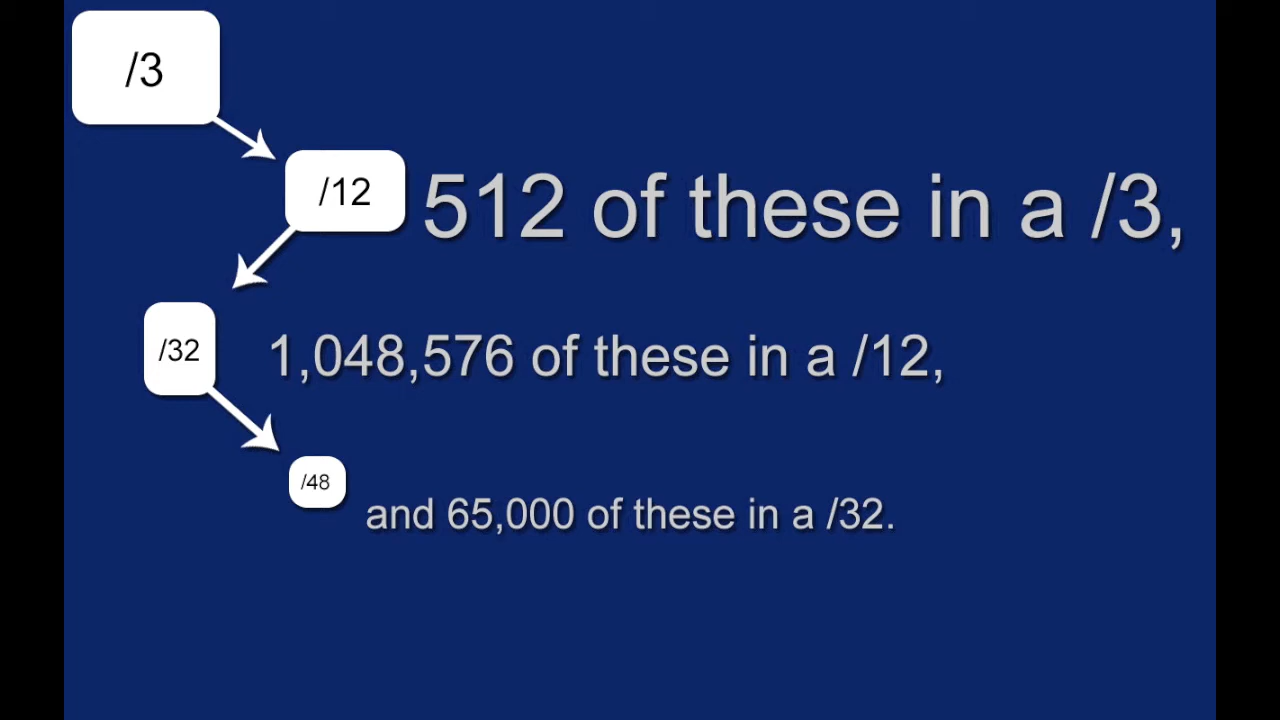 /3
/12
512 of these in a /3,
/32
1,048,576 of these in a /12,
/48
and 65,000 of these in a /32.